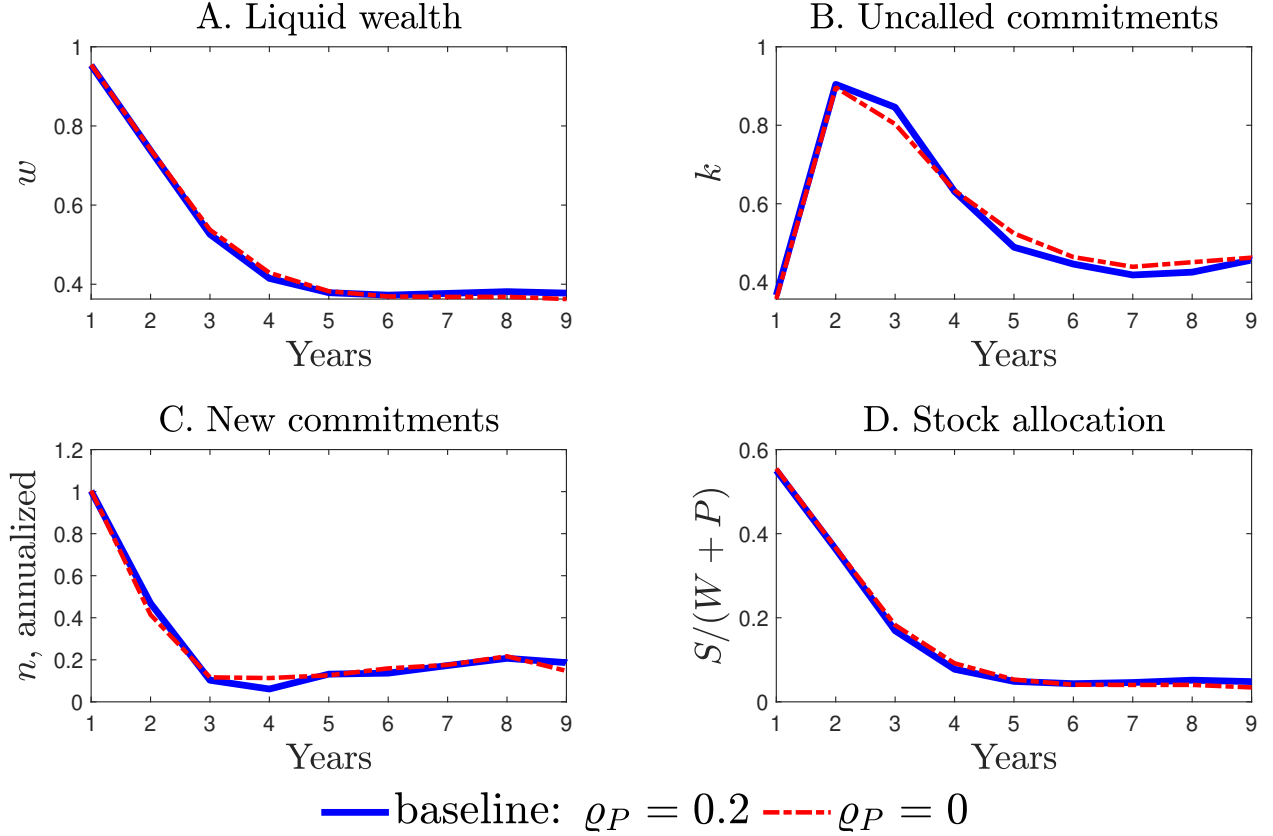 A. Liquid wealth
1
0.8
0.6
0.4
w
1 2 3 4 5 6 7 8 9
Years
B. Uncalled commitments
1
0.8
0.6
0.4
k
1 2 3 4 5 6 7 8 9
Years
C. New commitments
1.2
1
0.8
0.6
0.4
0.2
0
n, annualized
1 2 3 4 5 6 7 8 9
Years
D. Stock allocation
0.6
0.4
0.2
0
S/(W + P)
1 2 3 4 5 6 7 8 9
Years
baseline: ϱ_P = 0.2 ϱ_P = 0